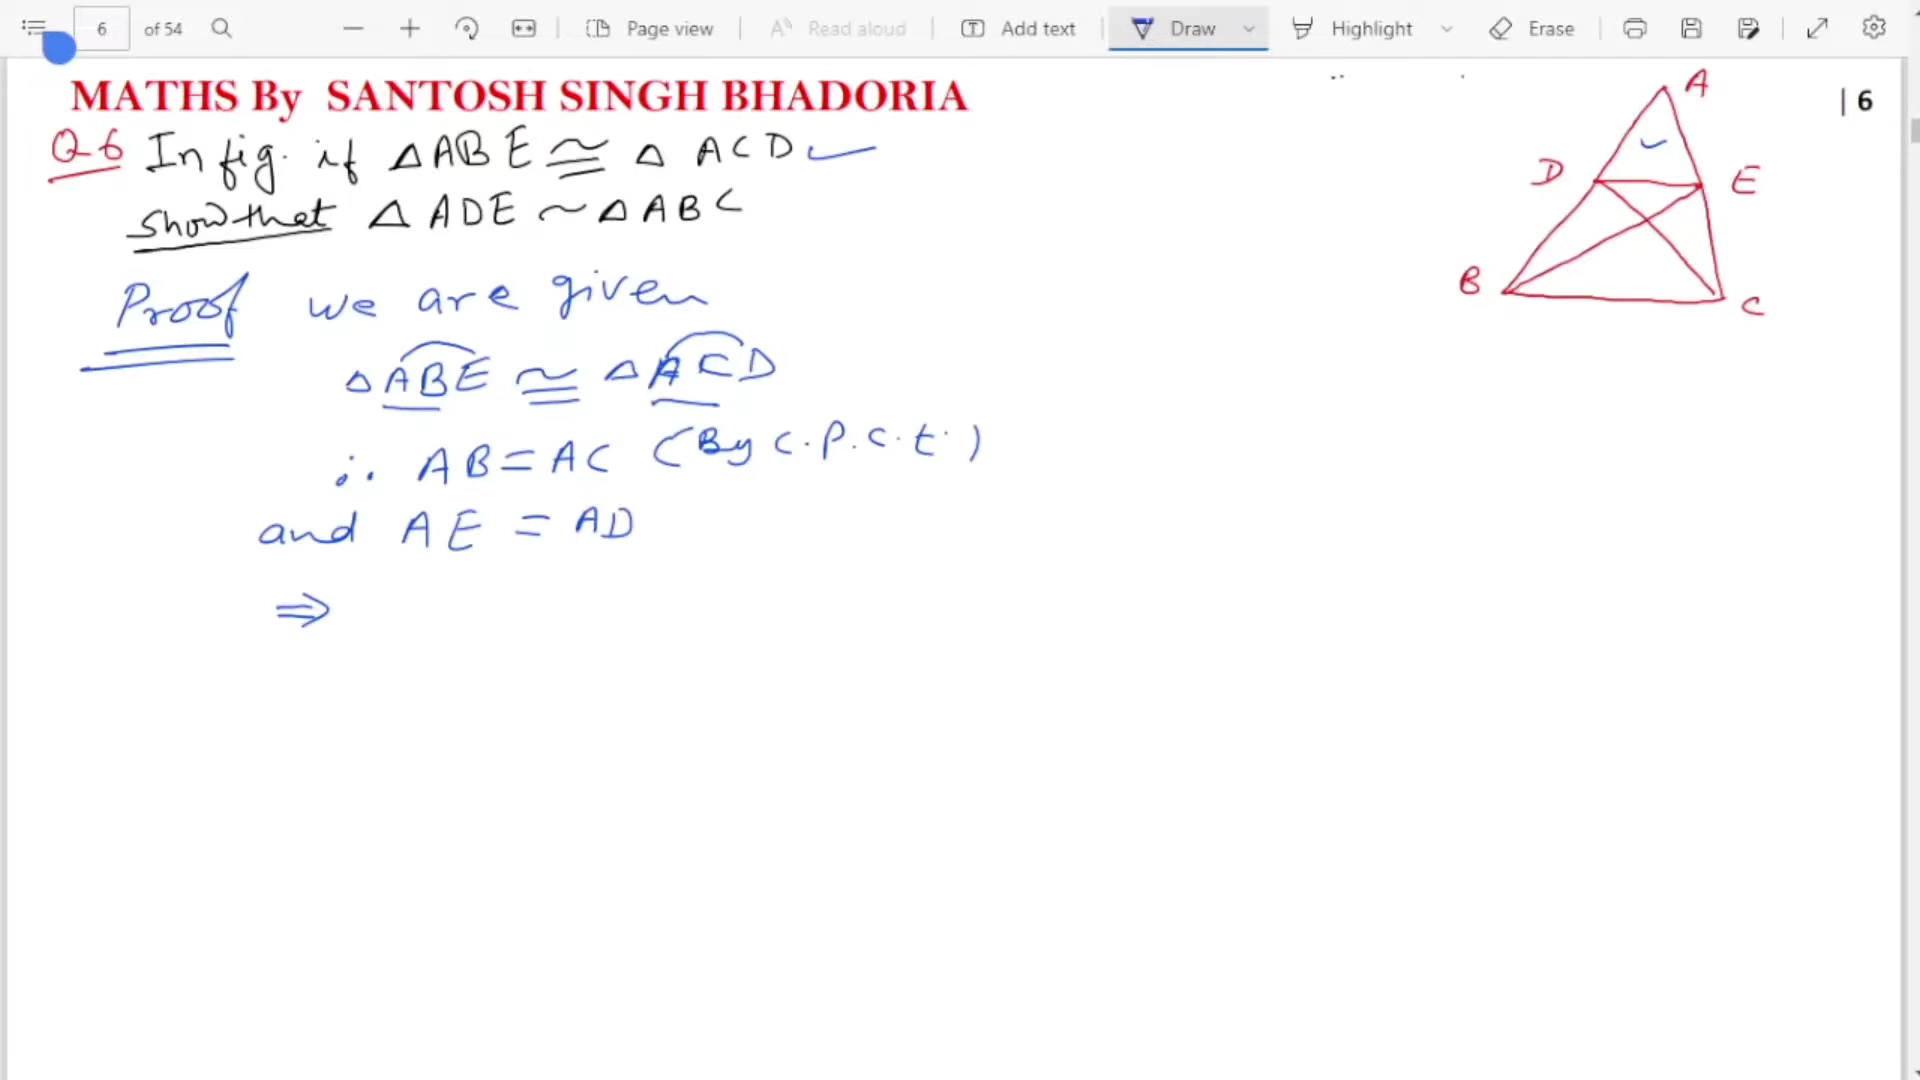 6 of 54 Page view Read aloud Add text Draw Highlight Erase
MATHS By SANTOSH SINGH BHADORIA
| 6
Q6 In fig. if △ABE ≅ △ ACD
show that △ ADE ~ △ ABC
A
D E
B C
Proof we are given
△ABE ≅ △ACD
∴ AB = AC (By c.p.c.t.)
and AE = AD
⇒